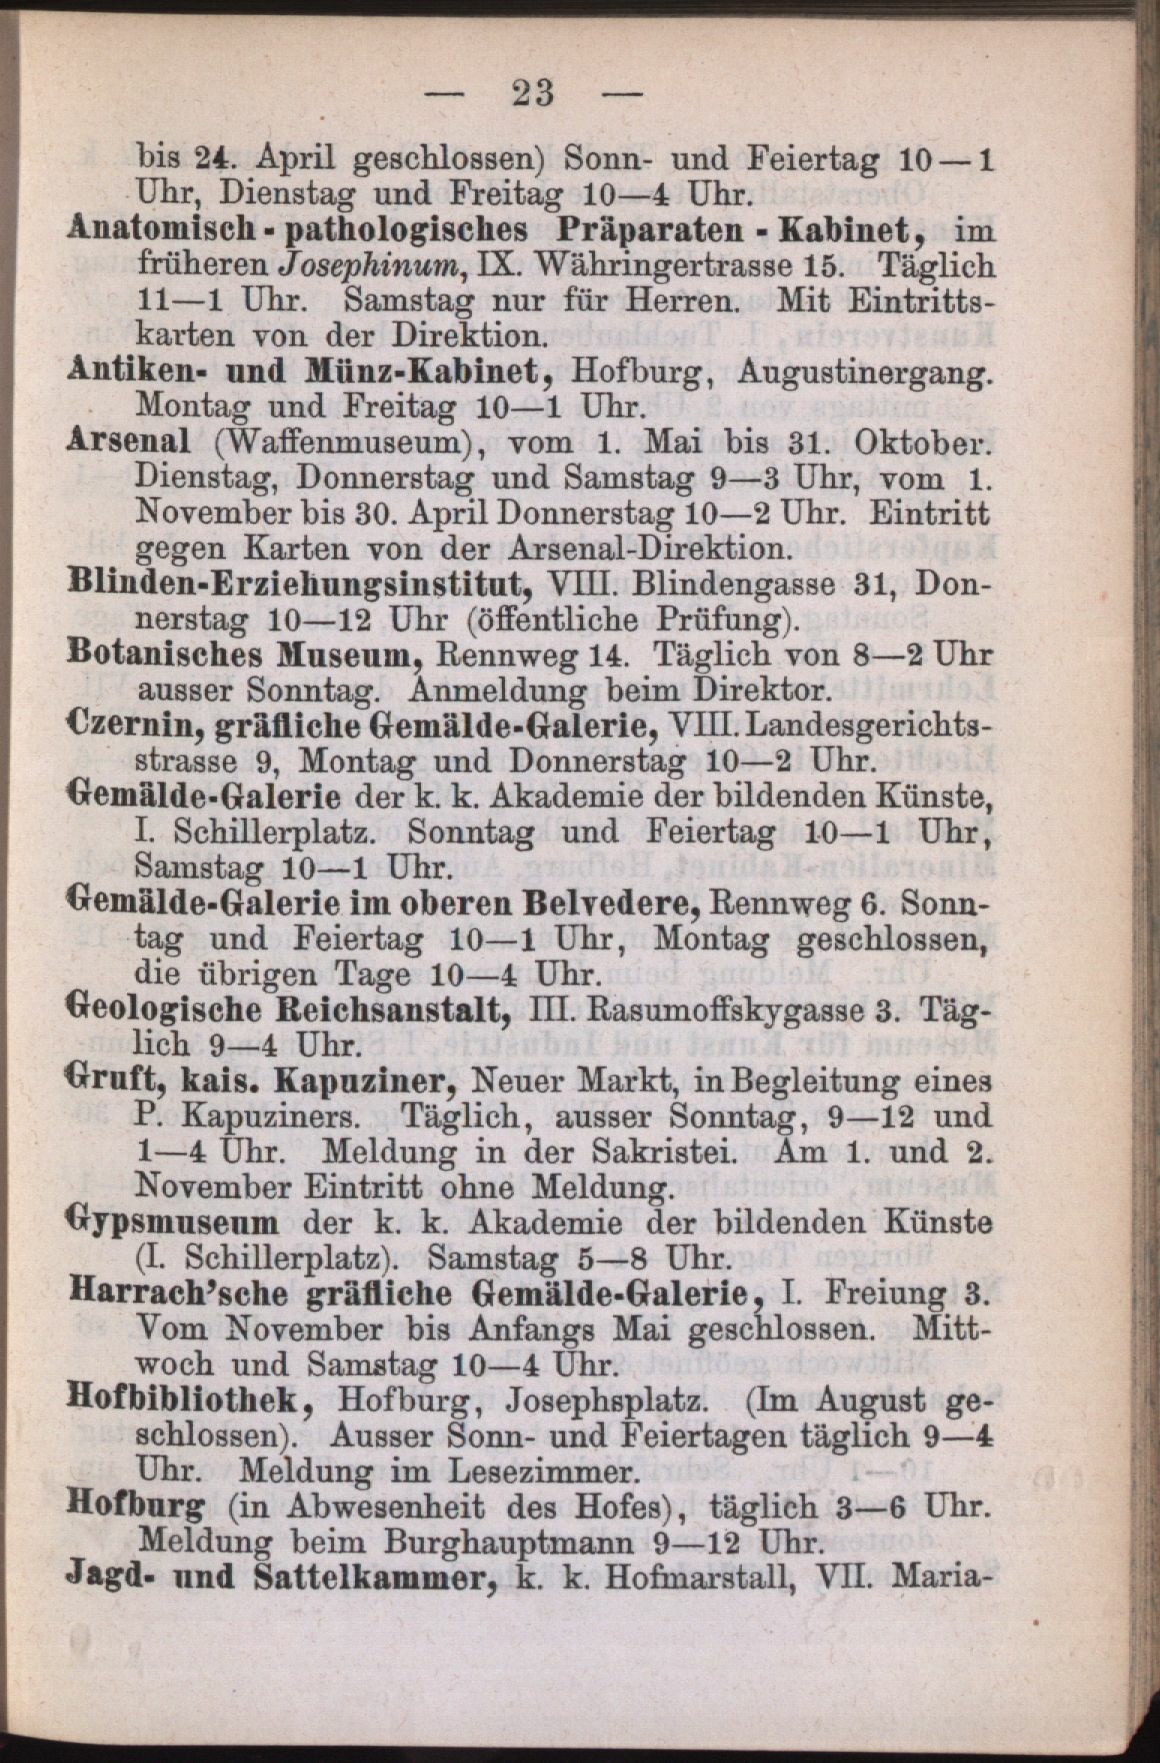 — 23 —
bis 24. April geschlossen) Sonn- und Feiertag 10—1
Uhr, Dienstag und Freitag 10—4 Uhr.
Anatomisch-pathologisches Präparaten-Kabinet, im
früheren Josephinum, IX. Währingertrasse 15. Täglich
11—1 Uhr. Samstag nur für Herren. Mit Eintritts-
karten von der Direktion.
Antiken- und Münz-Kabinet, Hofburg, Augustinergang.
Montag und Freitag 10—1 Uhr.
Arsenal (Waffenmuseum), vom 1. Mai bis 31. Oktober.
Dienstag, Donnerstag und Samstag 9—3 Uhr, vom 1.
November bis 30. April Donnerstag 10—2 Uhr. Eintritt
gegen Karten von der Arsenal-Direktion.
Blinden-Erziehungsinstitut, VIII. Blindengasse 31, Don-
nerstag 10—12 Uhr (öffentliche Prüfung).
Botanisches Museum, Rennweg 14. Täglich von 8—2 Uhr
ausser Sonntag. Anmeldung beim Direktor.
Czernin, gräfliche Gemälde-Galerie, VIII. Landesgerichts-
strasse 9, Montag und Donnerstag 10—2 Uhr.
Gemälde-Galerie der k. k. Akademie der bildenden Künste,
I. Schillerplatz. Sonntag und Feiertag 10—1 Uhr,
Samstag 10—1 Uhr.
Gemälde-Galerie im oberen Belvedere, Rennweg 6. Sonn-
tag und Feiertag 10—1 Uhr, Montag geschlossen,
die übrigen Tage 10—4 Uhr.
Geologische Reichsanstalt, III. Rasumoffskygasse 3. Täg-
lich 9—4 Uhr.
Gruft, kais. Kapuziner, Neuer Markt, in Begleitung eines
P. Kapuziners. Täglich, ausser Sonntag, 9—12 und
1—4 Uhr. Meldung in der Sakristei. Am 1. und 2.
November Eintritt ohne Meldung.
Gypsmuseum der k. k. Akademie der bildenden Künste
(I. Schillerplatz). Samstag 5—8 Uhr.
Harrach'sche gräfliche Gemälde-Galerie, I. Freiung 3.
Vom November bis Anfangs Mai geschlossen. Mitt-
woch und Samstag 10—4 Uhr.
Hofbibliothek, Hofburg, Josephsplatz. (Im August ge-
schlossen). Ausser Sonn- und Feiertagen täglich 9—4
Uhr. Meldung im Lesezimmer.
Hofburg (in Abwesenheit des Hofes), täglich 3—6 Uhr.
Meldung beim Burghauptmann 9—12 Uhr.
Jagd- und Sattelkammer, k. k. Hofmarstall, VII. Maria-